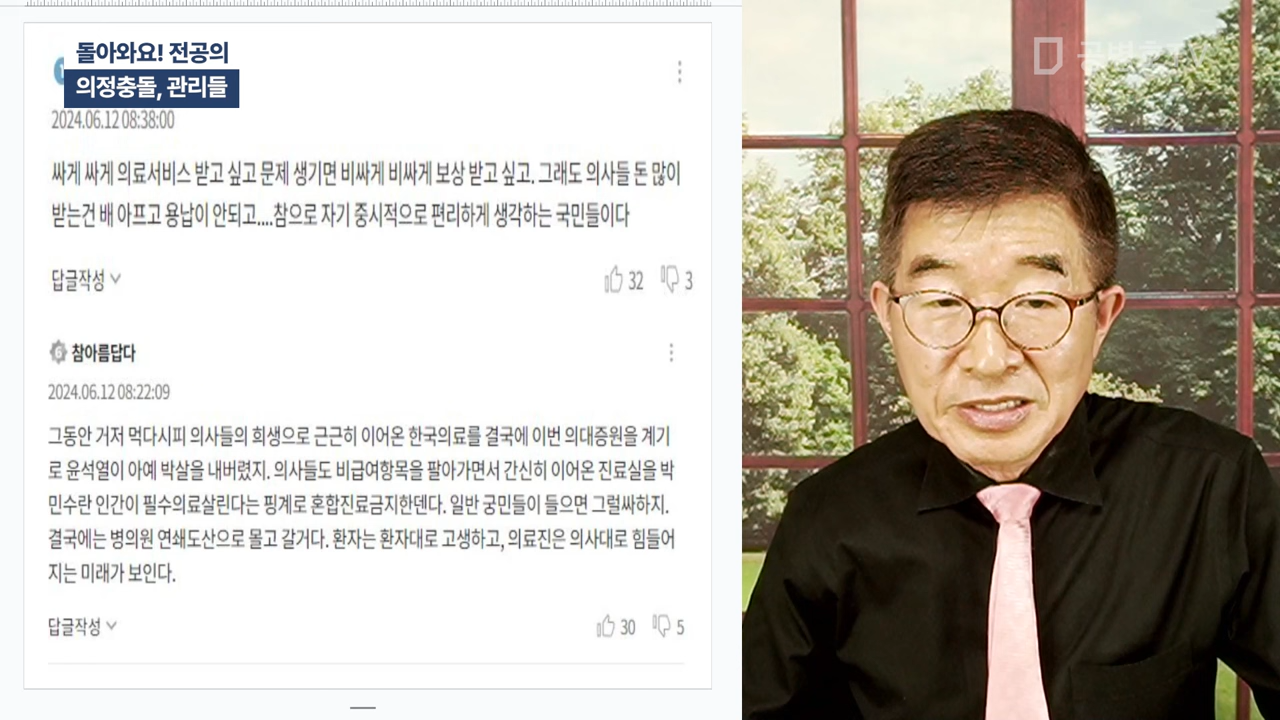 돌아와요! 전공의
의정충돌, 관리들
2024.06.12 08:38:00
싸게 싸게 의료서비스 받고 싶고 문제 생기면 비싸게 비싸게 보상 받고 싶고. 그래도 의사들 돈 많이
받는건 배 아프고 용납이 안되고....참으로 자기 중시적으로 편리하게 생각하는 국민들이다
답글작성
32
3
참아름답다
2024.06.12 08:22:09
그동안 거저 먹다시피 의사들의 희생으로 근근히 이어온 한국의료를 결국에 이번 의대증원을 계기
로 윤석열이 아예 박살을 내버렸지. 의사들도 비급여항목을 팔아가면서 간신히 이어온 진료실을 박
민수란 인간이 필수의료살린다는 핑계로 혼합진료금지한덴다. 일반 궁민들이 들으면 그럴싸하지.
결국에는 병의원 연쇄도산으로 몰고 갈거다. 환자는 환자대로 고생하고, 의료진은 의사대로 힘들어
지는 미래가 보인다.
답글작성
30
5